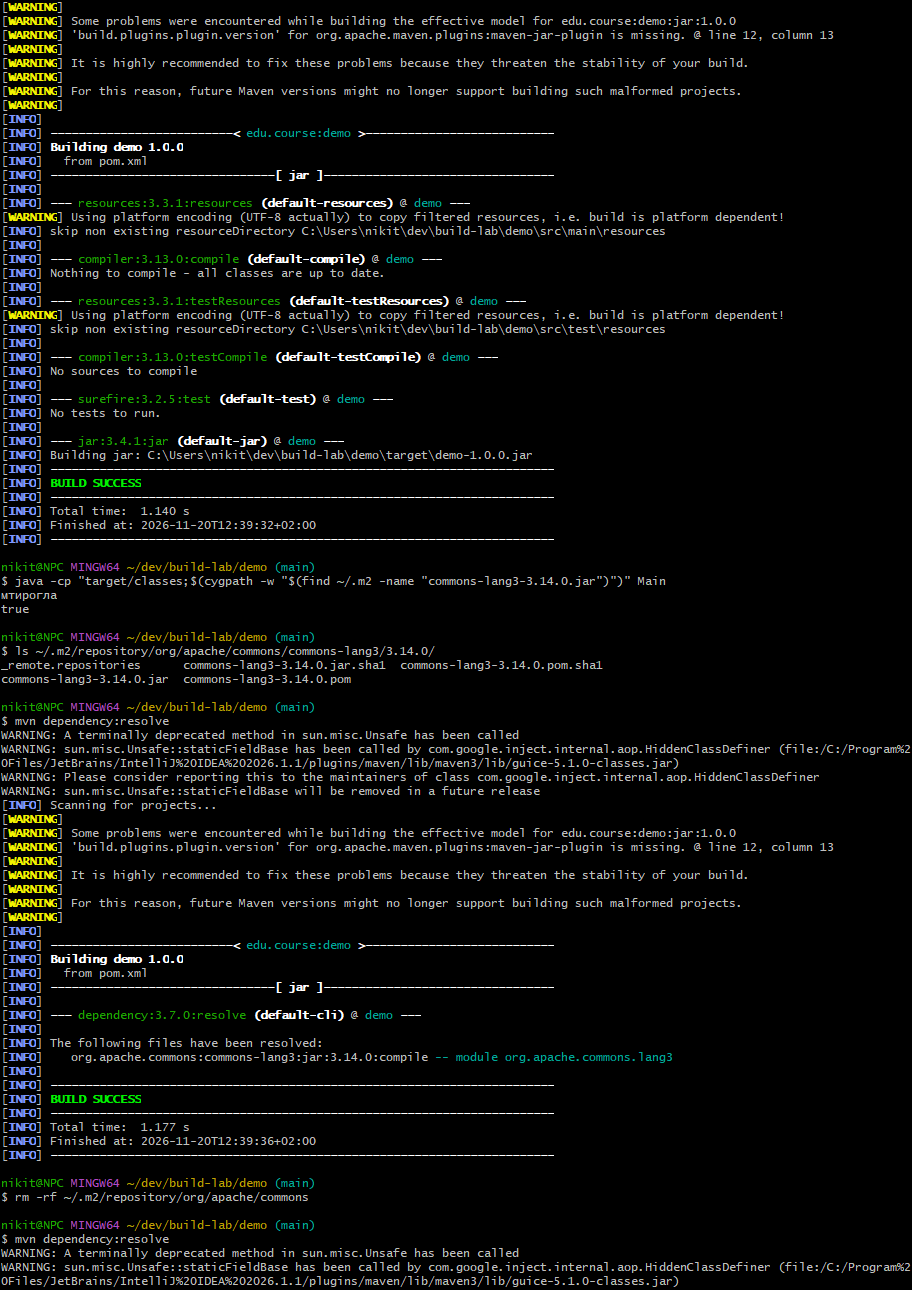 [WARNING]
[WARNING] Some problems were encountered while building the effective model for edu.course:demo:jar:1.0.0
[WARNING] 'build.plugins.plugin.version' for org.apache.maven.plugins:maven-jar-plugin is missing. @ line 12, column 13
[WARNING]
[WARNING] It is highly recommended to fix these problems because they threaten the stability of your build.
[WARNING]
[WARNING] For this reason, future Maven versions might no longer support building such malformed projects.
[WARNING]
[INFO]
[INFO] --------------------------< edu.course:demo >---------------------------
[INFO] Building demo 1.0.0
[INFO]   from pom.xml
[INFO] --------------------------------[ jar ]---------------------------------
[INFO]
[INFO] --- resources:3.3.1:resources (default-resources) @ demo ---
[WARNING] Using platform encoding (UTF-8 actually) to copy filtered resources, i.e. build is platform dependent!
[INFO] skip non existing resourceDirectory C:\Users\nikit\dev\build-lab\demo\src\main\resources
[INFO]
[INFO] --- compiler:3.13.0:compile (default-compile) @ demo ---
[INFO] Nothing to compile - all classes are up to date.
[INFO]
[INFO] --- resources:3.3.1:testResources (default-testResources) @ demo ---
[WARNING] Using platform encoding (UTF-8 actually) to copy filtered resources, i.e. build is platform dependent!
[INFO] skip non existing resourceDirectory C:\Users\nikit\dev\build-lab\demo\src\test\resources
[INFO]
[INFO] --- compiler:3.13.0:testCompile (default-testCompile) @ demo ---
[INFO] No sources to compile
[INFO]
[INFO] --- surefire:3.2.5:test (default-test) @ demo ---
[INFO] No tests to run.
[INFO]
[INFO] --- jar:3.4.1:jar (default-jar) @ demo ---
[INFO] Building jar: C:\Users\nikit\dev\build-lab\demo\target\demo-1.0.0.jar
[INFO] ------------------------------------------------------------------------
[INFO] BUILD SUCCESS
[INFO] ------------------------------------------------------------------------
[INFO] Total time:  1.140 s
[INFO] Finished at: 2026-11-20T12:39:32+02:00
[INFO] ------------------------------------------------------------------------
nikit@NPC MINGW64 ~/dev/build-lab/demo (main)
$ java -cp "target/classes;$(cygpath -w "$(find ~/.m2 -name "commons-lang3-3.14.0.jar")")" Main
мтирогла
true
nikit@NPC MINGW64 ~/dev/build-lab/demo (main)
$ ls ~/.m2/repository/org/apache/commons/commons-lang3/3.14.0/
_remote.repositories      commons-lang3-3.14.0.jar.sha1  commons-lang3-3.14.0.pom.sha1
commons-lang3-3.14.0.jar  commons-lang3-3.14.0.pom
nikit@NPC MINGW64 ~/dev/build-lab/demo (main)
$ mvn dependency:resolve
WARNING: A terminally deprecated method in sun.misc.Unsafe has been called
WARNING: sun.misc.Unsafe::staticFieldBase has been called by com.google.inject.internal.aop.HiddenClassDefiner (file:/C:/Program%2
0Files/JetBrains/IntelliJ%20IDEA%202026.1.1/plugins/maven/lib/maven3/lib/guice-5.1.0-classes.jar)
WARNING: Please consider reporting this to the maintainers of class com.google.inject.internal.aop.HiddenClassDefiner
WARNING: sun.misc.Unsafe::staticFieldBase will be removed in a future release
[INFO] Scanning for projects...
[WARNING]
[WARNING] Some problems were encountered while building the effective model for edu.course:demo:jar:1.0.0
[WARNING] 'build.plugins.plugin.version' for org.apache.maven.plugins:maven-jar-plugin is missing. @ line 12, column 13
[WARNING]
[WARNING] It is highly recommended to fix these problems because they threaten the stability of your build.
[WARNING]
[WARNING] For this reason, future Maven versions might no longer support building such malformed projects.
[WARNING]
[INFO]
[INFO] --------------------------< edu.course:demo >---------------------------
[INFO] Building demo 1.0.0
[INFO]   from pom.xml
[INFO] --------------------------------[ jar ]---------------------------------
[INFO]
[INFO] --- dependency:3.7.0:resolve (default-cli) @ demo ---
[INFO]
[INFO] The following files have been resolved:
[INFO]    org.apache.commons:commons-lang3:jar:3.14.0:compile -- module org.apache.commons.lang3
[INFO]
[INFO] ------------------------------------------------------------------------
[INFO] BUILD SUCCESS
[INFO] ------------------------------------------------------------------------
[INFO] Total time:  1.177 s
[INFO] Finished at: 2026-11-20T12:39:36+02:00
[INFO] ------------------------------------------------------------------------
nikit@NPC MINGW64 ~/dev/build-lab/demo (main)
$ rm -rf ~/.m2/repository/org/apache/commons
nikit@NPC MINGW64 ~/dev/build-lab/demo (main)
$ mvn dependency:resolve
WARNING: A terminally deprecated method in sun.misc.Unsafe has been called
WARNING: sun.misc.Unsafe::staticFieldBase has been called by com.google.inject.internal.aop.HiddenClassDefiner (file:/C:/Program%2
0Files/JetBrains/IntelliJ%20IDEA%202026.1.1/plugins/maven/lib/maven3/lib/guice-5.1.0-classes.jar)